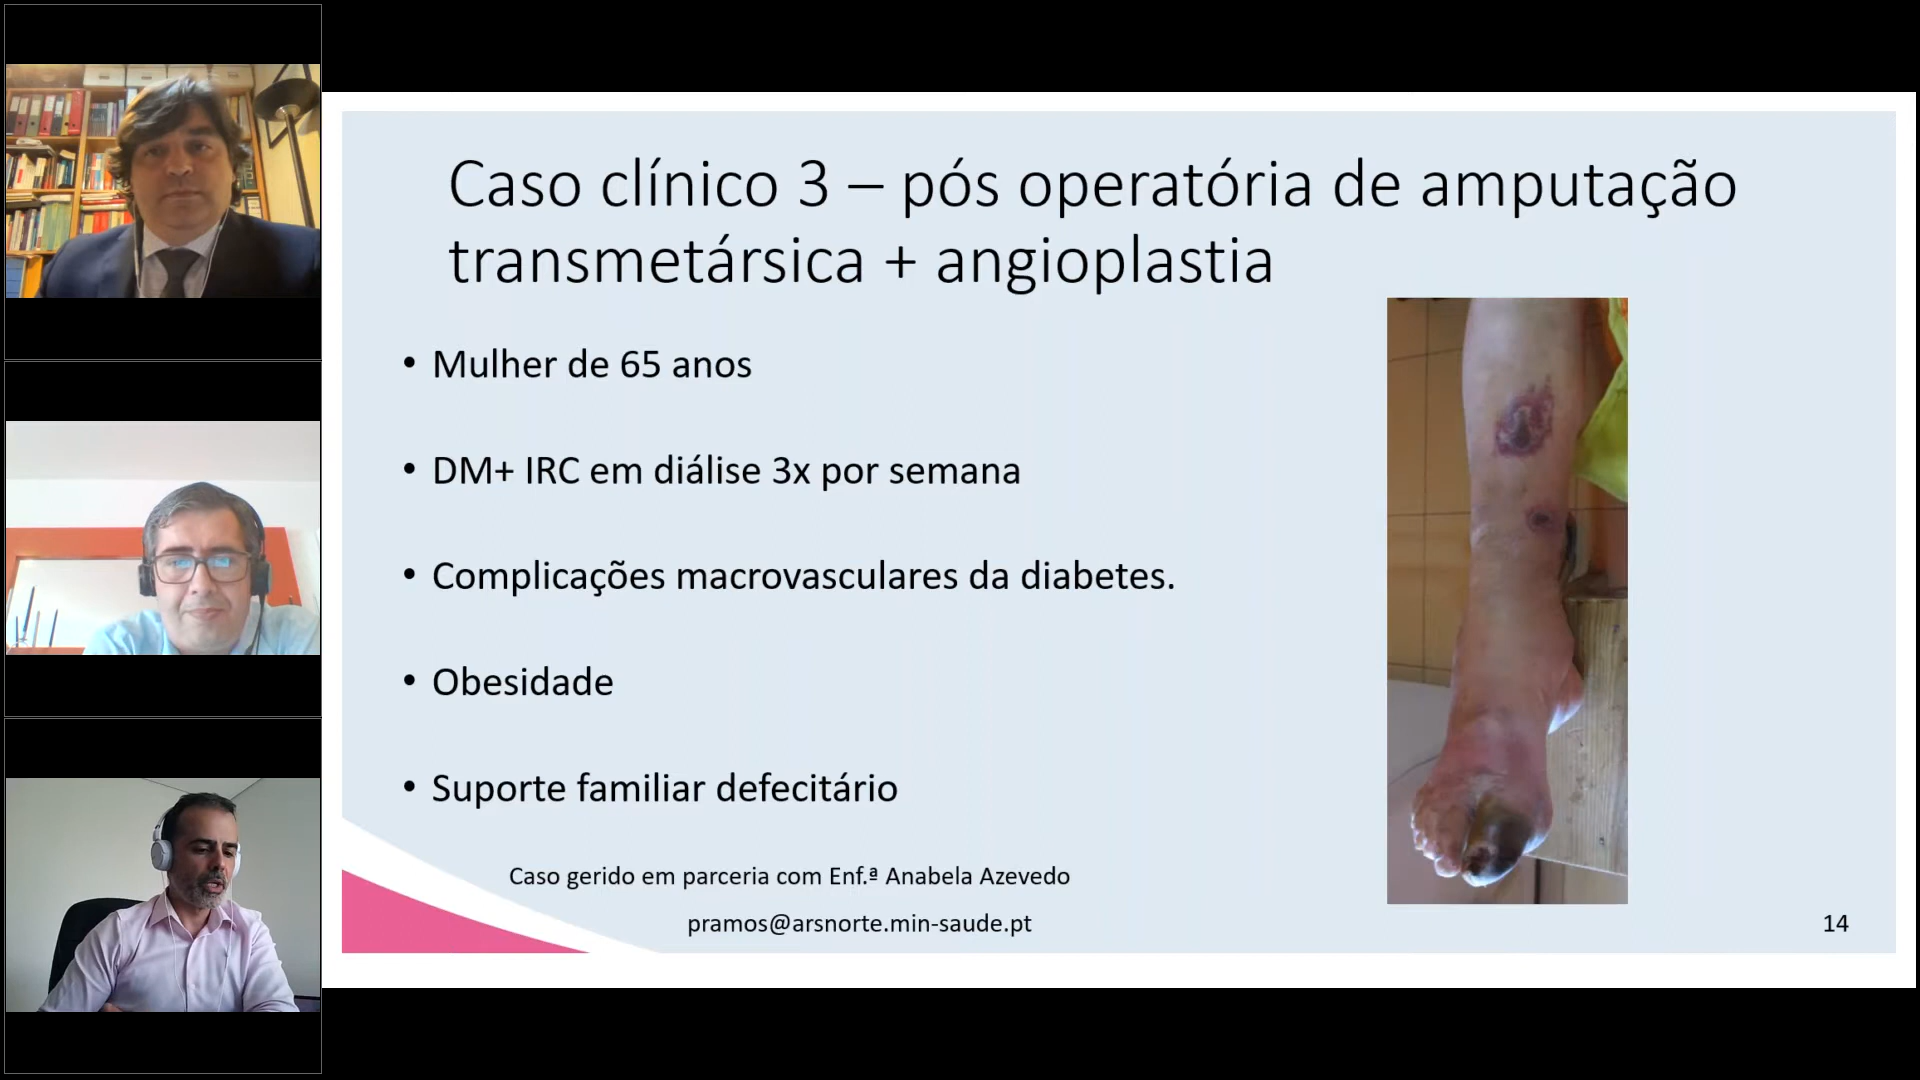 Caso clínico 3 – pós operatória de amputação
transmetársica + angioplastia
• Mulher de 65 anos
• DM+ IRC em diálise 3x por semana
• Complicações macrovasculares da diabetes.
• Obesidade
• Suporte familiar defecitário
Caso gerido em parceria com Enf.ª Anabela Azevedo
pramos@arsnorte.min-saude.pt
14